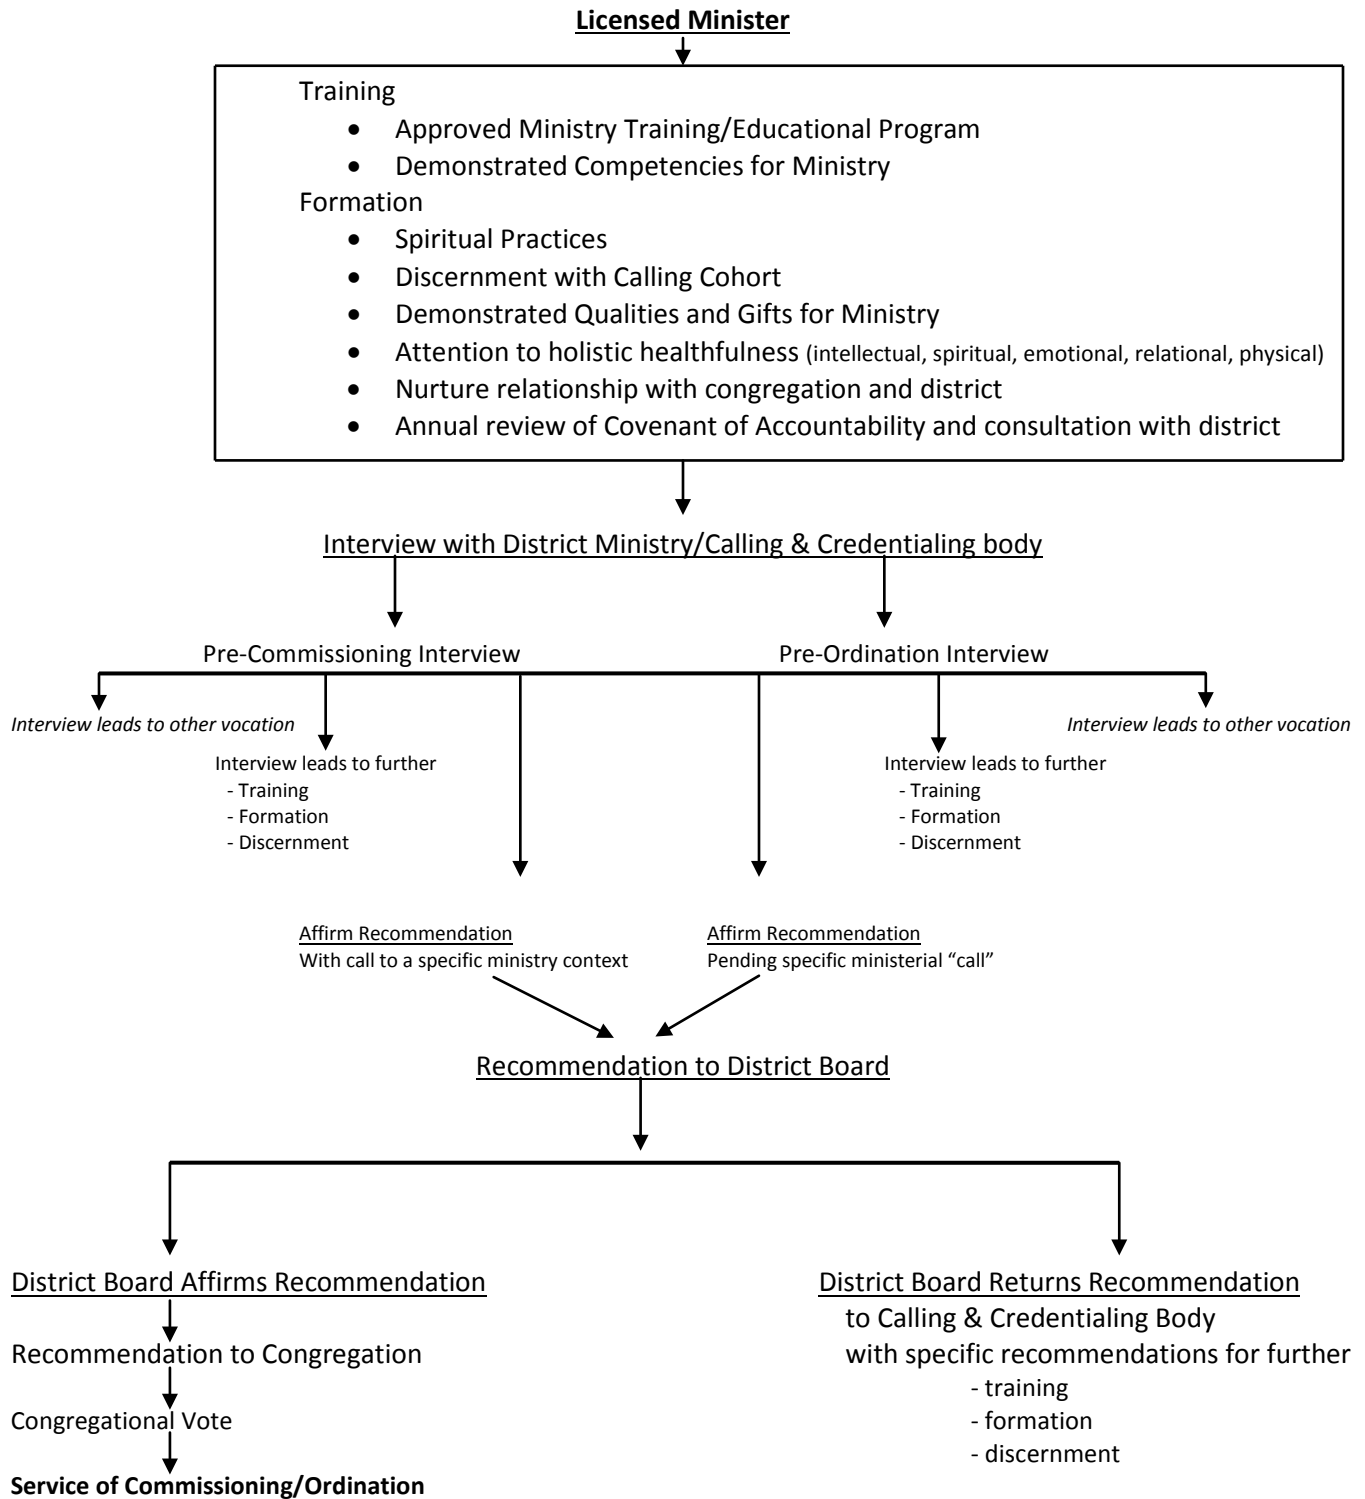 Licensed Minister
Training
• Approved Ministry Training/Educational Program
• Demonstrated Competencies for Ministry
Formation
• Spiritual Practices
• Discernment with Calling Cohort
• Demonstrated Qualities and Gifts for Ministry
• Attention to holistic healthfulness (intellectual, spiritual, emotional, relational, physical)
• Nurture relationship with congregation and district
• Annual review of Covenant of Accountability and consultation with district
Interview with District Ministry/Calling & Credentialing body
Pre-Commissioning Interview
Pre-Ordination Interview
Interview leads to other vocation
Interview leads to other vocation
Interview leads to further
- Training
- Formation
- Discernment
Interview leads to further
- Training
- Formation
- Discernment
Affirm Recommendation
With call to a specific ministry context
Affirm Recommendation
Pending specific ministerial “call”
Recommendation to District Board
District Board Affirms Recommendation
Recommendation to Congregation
Congregational Vote
Service of Commissioning/Ordination
District Board Returns Recommendation
to Calling & Credentialing Body
with specific recommendations for further
- training
- formation
- discernment